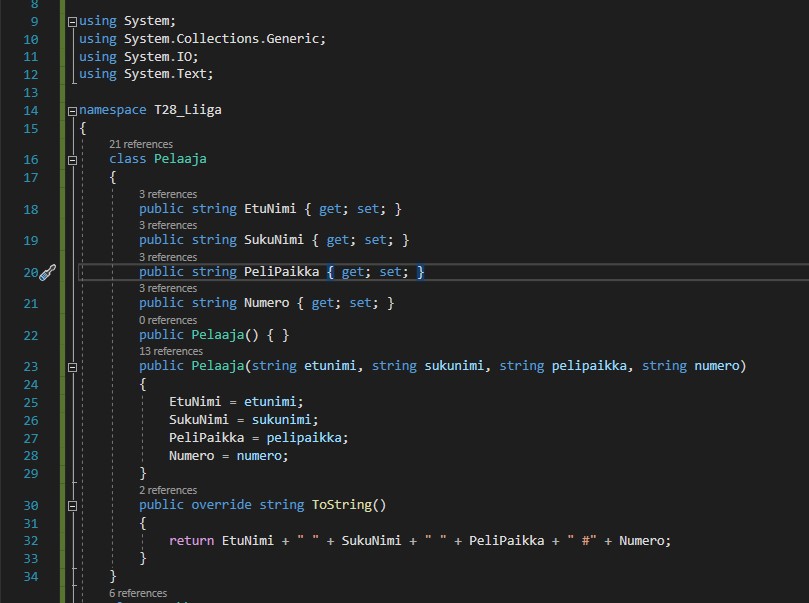 8
9 using System;
10 using System.Collections.Generic;
11 using System.IO;
12 using System.Text;
13
14 namespace T28_Liiga
15 {
21 references
16 class Pelaaja
17 {
3 references
18 public string EtuNimi { get; set; }
3 references
19 public string SukuNimi { get; set; }
3 references
20 public string PeliPaikka { get; set; }
3 references
21 public string Numero { get; set; }
0 references
22 public Pelaaja() { }
13 references
23 public Pelaaja(string etunimi, string sukunimi, string pelipaikka, string numero)
24 {
25 EtuNimi = etunimi;
26 SukuNimi = sukunimi;
27 PeliPaikka = pelipaikka;
28 Numero = numero;
29 }
2 references
30 public override string ToString()
31 {
32 return EtuNimi + " " + SukuNimi + " " + PeliPaikka + " #" + Numero;
33 }
34 }
6 references